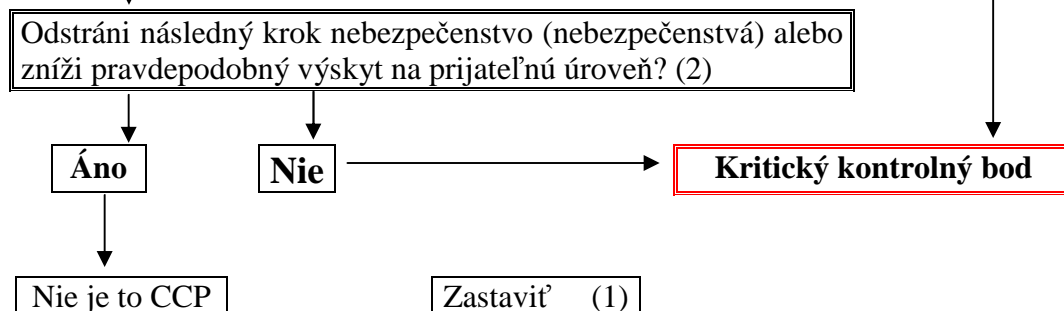 Odstráni následný krok nebezpečenstvo (nebezpečenstvá) alebo
zníži pravdepodobný výskyt na prijateľnú úroveň? (2)
Áno
Nie
Kritický kontrolný bod
Nie je to CCP
Zastaviť (1)